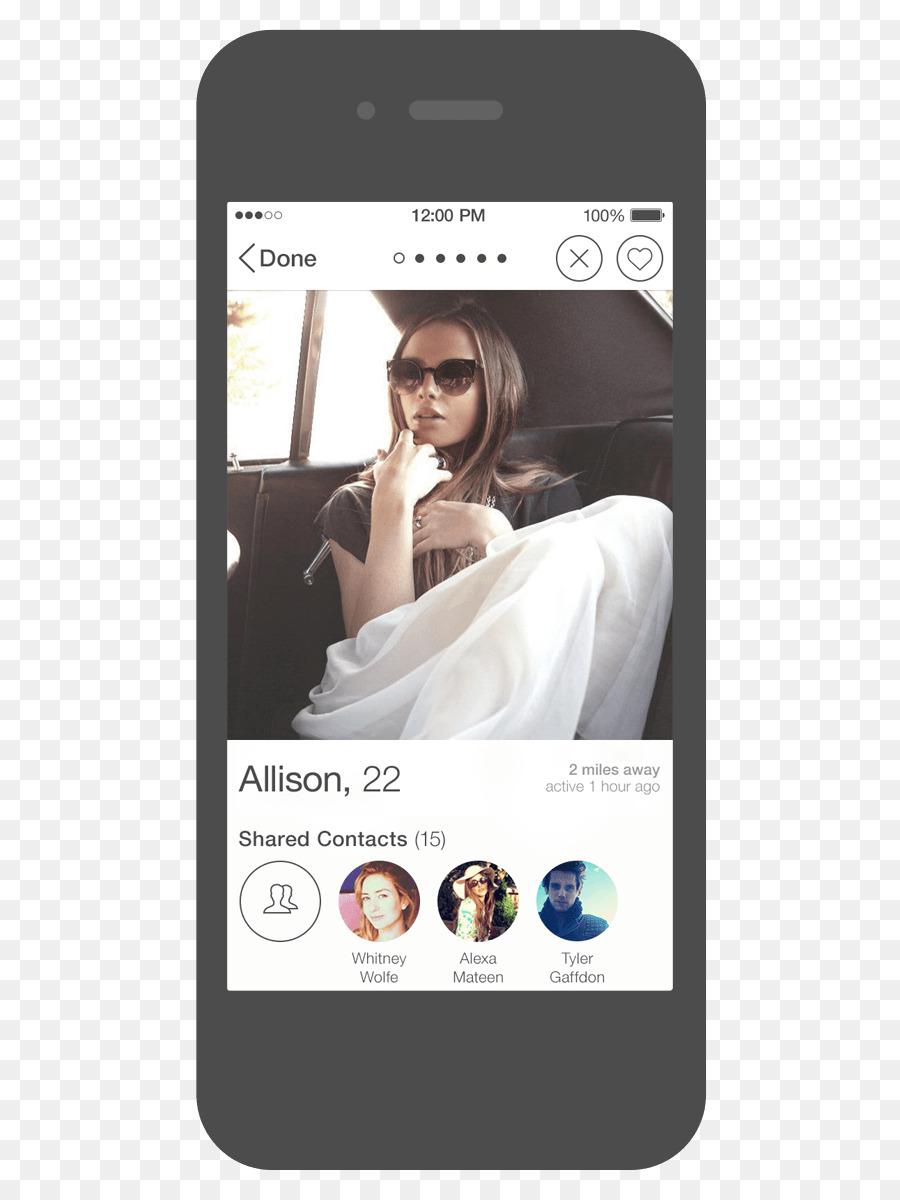 12:00 PM 100%
Done
Allison, 22
2 miles away
active 1 hour ago
Shared Contacts (15)
Whitney Wolfe
Alexa Mateen
Tyler Gaffdon